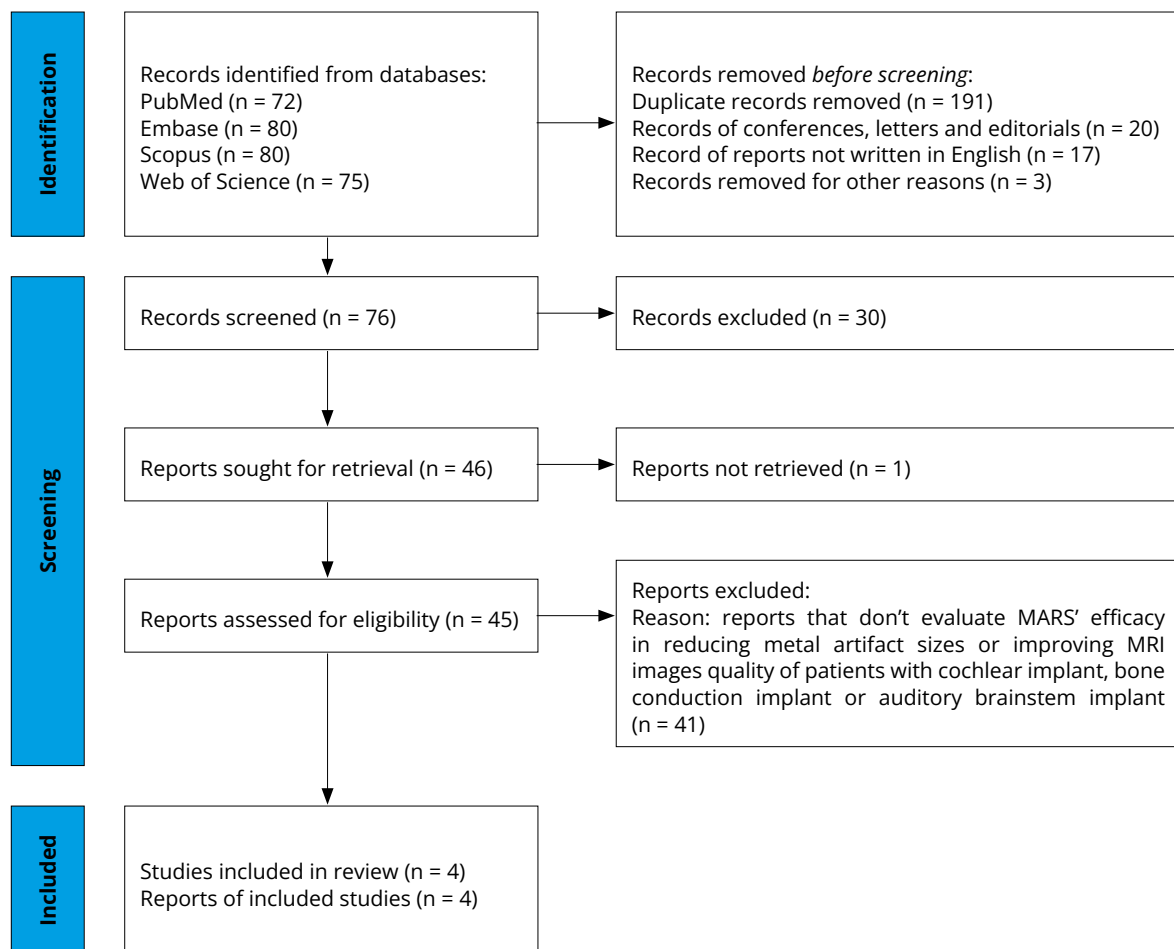 Identification
Records identified from databases:
PubMed (n = 72)
Embase (n = 80)
Scopus (n = 80)
Web of Science (n = 75)
Records removed before screening:
Duplicate records removed (n = 191)
Records of conferences, letters and editorials (n = 20)
Record of reports not written in English (n = 17)
Records removed for other reasons (n = 3)
Screening
Records screened (n = 76)
Records excluded (n = 30)
Reports sought for retrieval (n = 46)
Reports not retrieved (n = 1)
Reports assessed for eligibility (n = 45)
Reports excluded:
Reason: reports that don’t evaluate MARS’ efficacy
in reducing metal artifact sizes or improving MRI
images quality of patients with cochlear implant, bone
conduction implant or auditory brainstem implant
(n = 41)
Included
Studies included in review (n = 4)
Reports of included studies (n = 4)